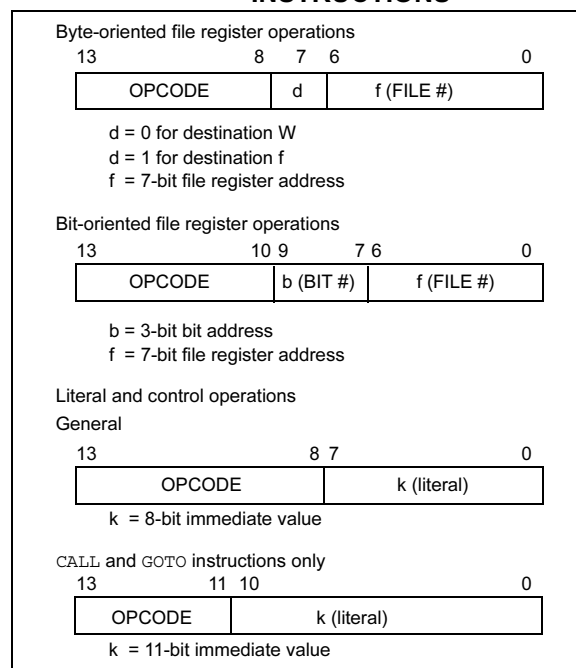 INSTRUCTIONS
Byte-oriented file register operations
13 8 7 6 0
OPCODE d f (FILE #)
d = 0 for destination W
d = 1 for destination f
f = 7-bit file register address
Bit-oriented file register operations
13 10 9 7 6 0
OPCODE b (BIT #) f (FILE #)
b = 3-bit bit address
f = 7-bit file register address
Literal and control operations
General
13 8 7 0
OPCODE k (literal)
k = 8-bit immediate value
CALL and GOTO instructions only
13 11 10 0
OPCODE k (literal)
k = 11-bit immediate value